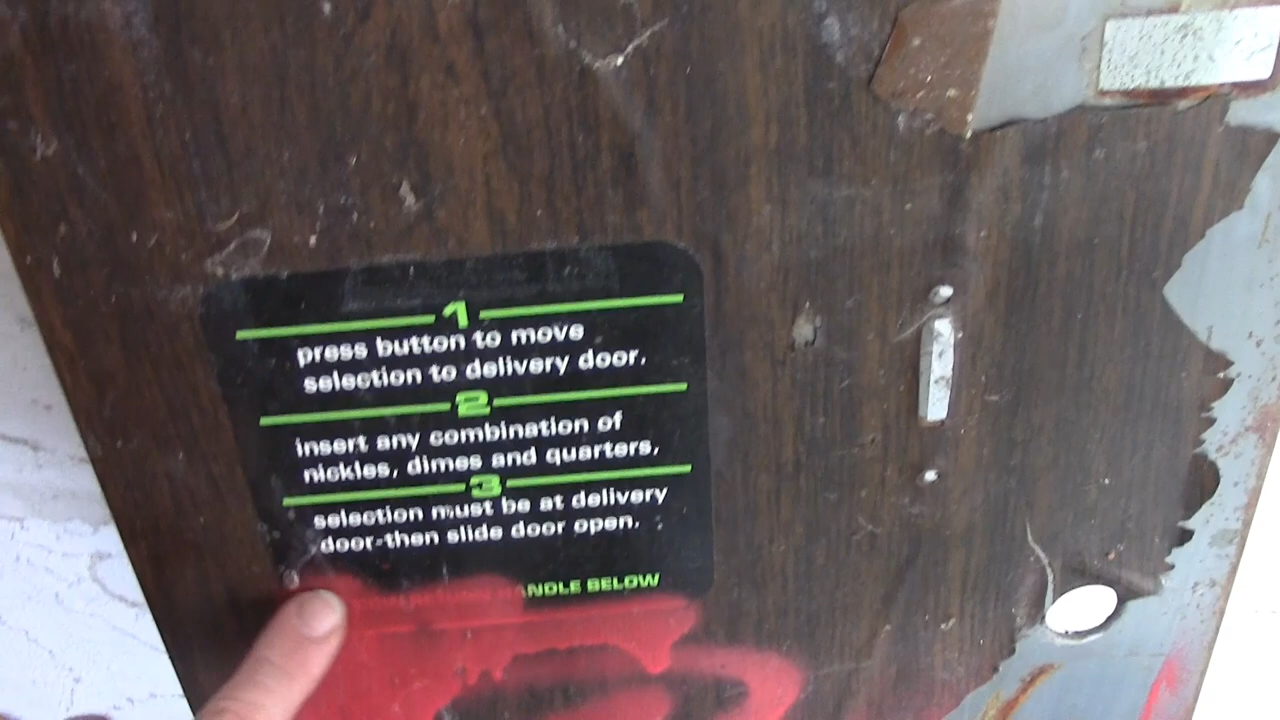 1
press button to move
selection to delivery door.
2
insert any combination of
nickles, dimes and quarters.
3
selection must be at delivery
door-then slide door open.
BELOW